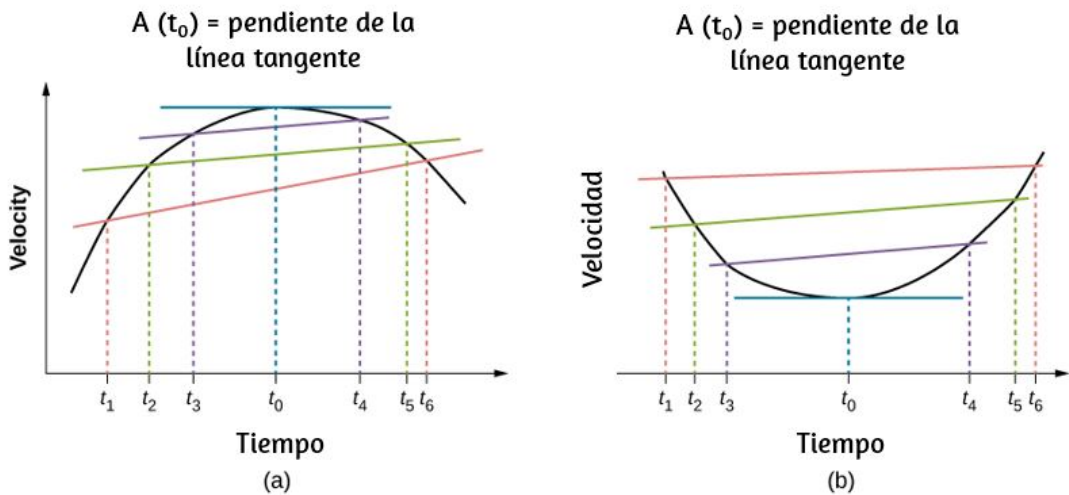 A (t₀) = pendiente de la
línea tangente
Velocity
t₁ t₂ t₃ t₀ t₄ t₅ t₆
Tiempo
(a)
A (t₀) = pendiente de la
línea tangente
Velocidad
t₁ t₂ t₃ t₀ t₄ t₅ t₆
Tiempo
(b)